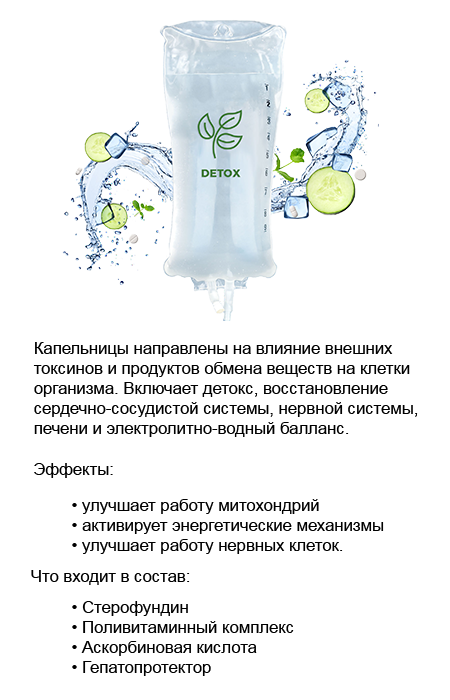 DETOX
Капельницы направлены на влияние внешних
токсинов и продуктов обмена веществ на клетки
организма. Включает детокс, восстановление
сердечно-сосудистой системы, нервной системы,
печени и электролитно-водный балланс.
Эффекты:
• улучшает работу митохондрий
• активирует энергетические механизмы
• улучшает работу нервных клеток.
Что входит в состав:
• Стерофундин
• Поливитаминный комплекс
• Аскорбиновая кислота
• Гепатопротектор